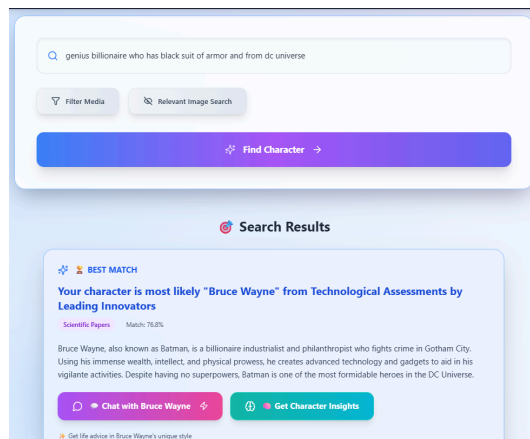 genius billionaire who has black suit of armor and from dc universe
Filter Media
Relevant Image Search
Find Character →
Search Results
BEST MATCH
Your character is most likely "Bruce Wayne" from Technological Assessments by
Leading Innovators
Scientific Papers Match: 76.8%
Bruce Wayne, also known as Batman, is a billionaire industrialist and philanthropist who fights crime in Gotham City.
Using his immense wealth, intellect, and physical prowess, he creates advanced technology and gadgets to aid in his
vigilante activities. Despite having no superpowers, Batman is one of the most formidable heroes in the DC Universe.
Chat with Bruce Wayne
Get Character Insights
Get life advice in Bruce Wayne's unique style